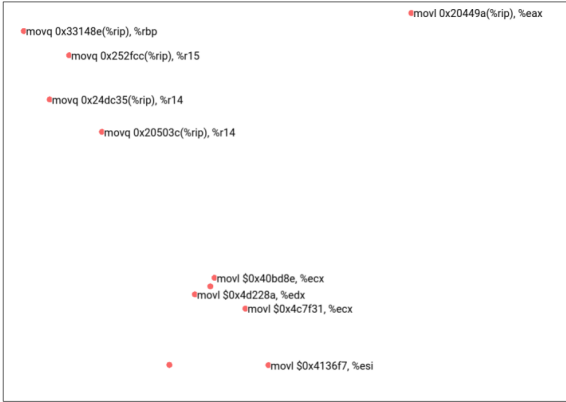 movl 0x20449a(%rip), %eax
movq 0x33148e(%rip), %rbp
movq 0x252fcc(%rip), %r15
movq 0x24dc35(%rip), %r14
movq 0x20503c(%rip), %r14
movl $0x40bd8e, %ecx
movl $0x4d228a, %edx
movl $0x4c7f31, %ecx
movl $0x4136f7, %esi